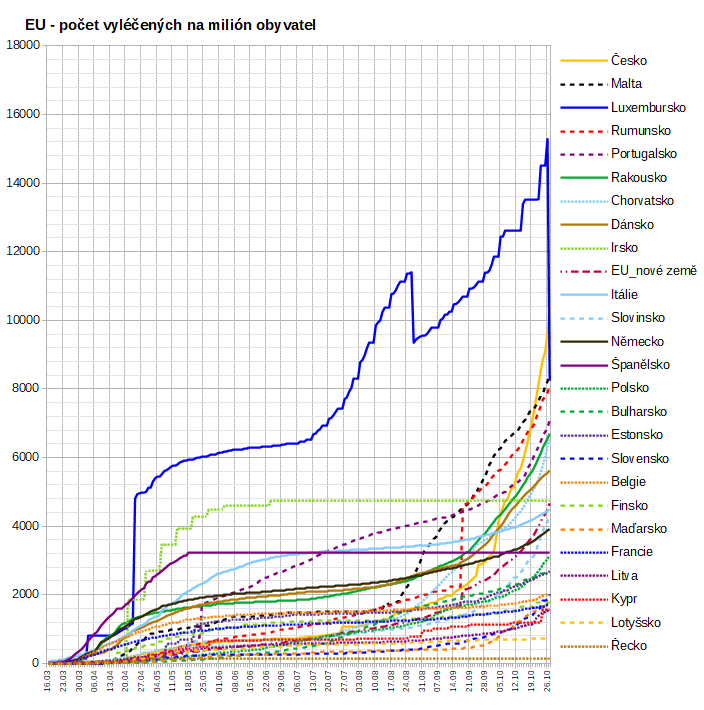 EU - počet vyléčených na milión obyvatel
18000
16000
14000
12000
10000
8000
6000
4000
2000
0
16.03 23.03 30.03 06.04 13.04 20.04 27.04 04.05 11.05 18.05 25.05 01.06 08.06 15.06 22.06 29.06 06.07 13.07 20.07 27.07 03.08 10.08 17.08 24.08 31.08 07.09 14.09 21.09 28.09 05.10 12.10 19.10 26.10
Česko
Malta
Luxembursko
Rumunsko
Portugalsko
Rakousko
Chorvatsko
Dánsko
Irsko
EU_nové země
Itálie
Slovinsko
Německo
Španělsko
Polsko
Bulharsko
Estonsko
Slovensko
Belgie
Finsko
Maďarsko
Francie
Litva
Kypr
Lotyšsko
Řecko